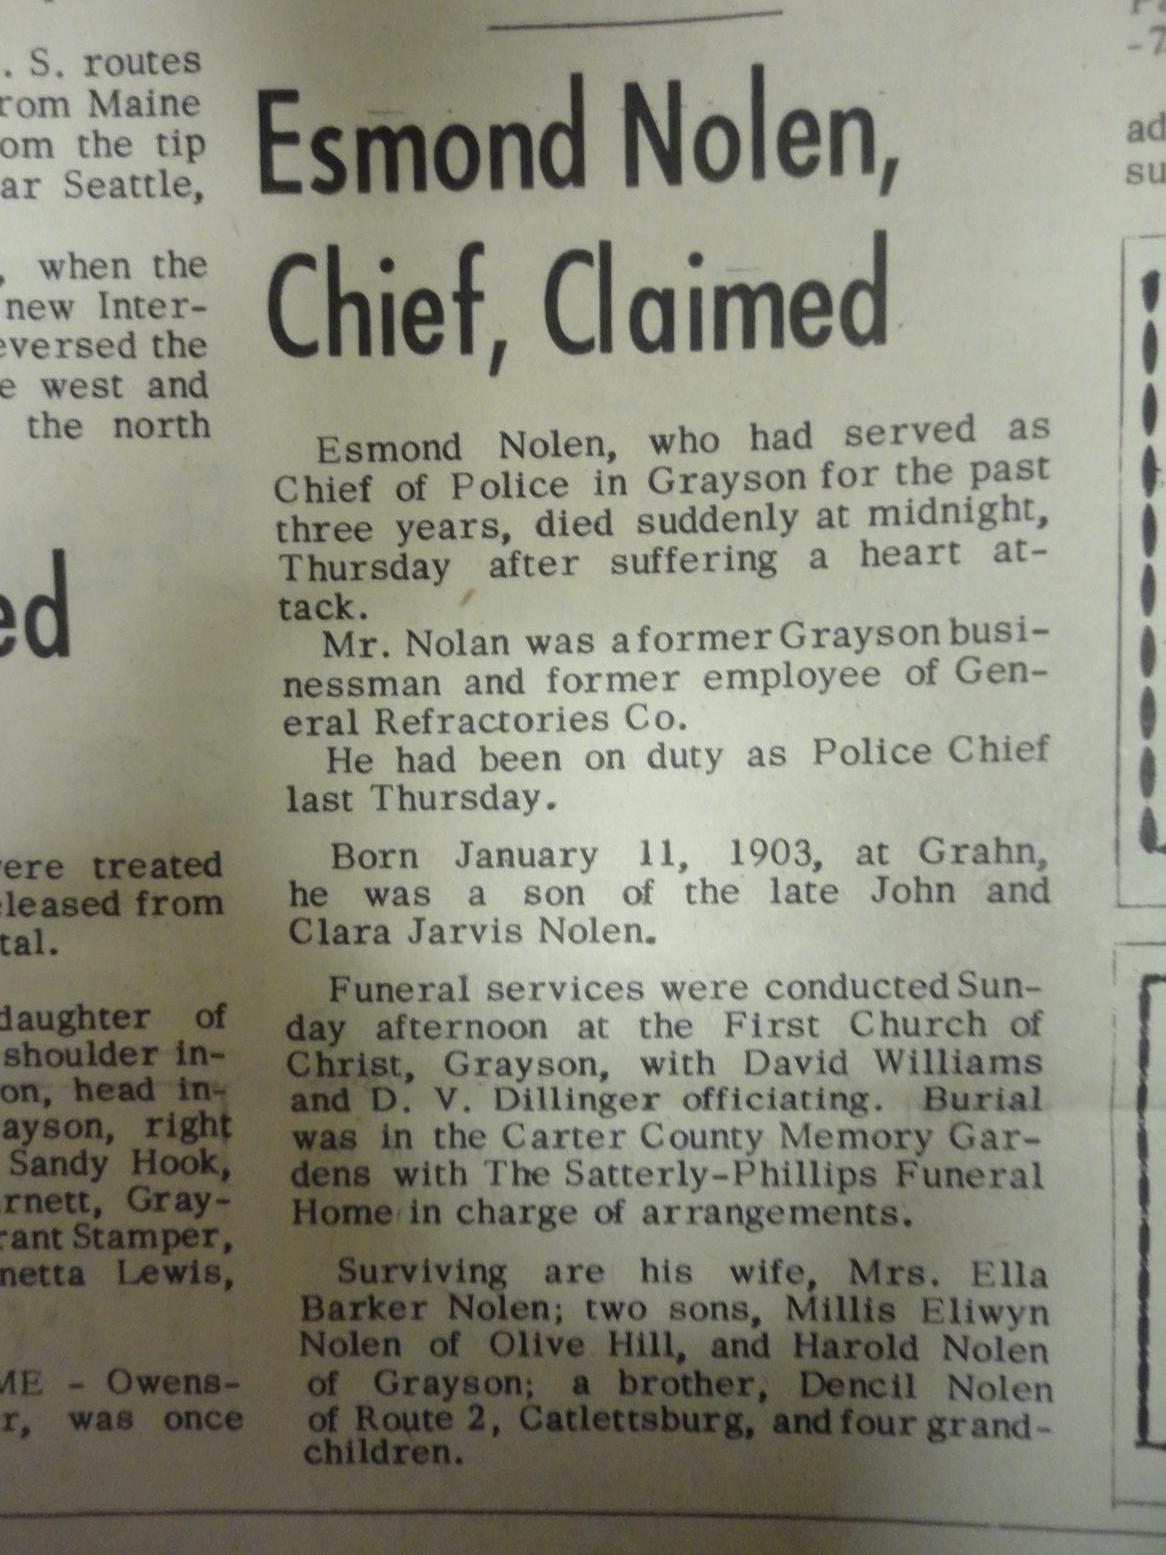 . S. routes
rom Maine
om the tip
ar Seattle,
, when the
new Inter-
eversed the
e west and
the north
ed
ere treated
eleased from
tal.
daughter of
shoulder in-
on, head in-
ayson, right
Sandy Hook,
rnett, Gray-
rant Stamper,
netta Lewis,
ME - Owens-
r, was once
Esmond Nolen,
Chief, Claimed
Esmond Nolen, who had served as
Chief of Police in Grayson for the past
three years, died suddenly at midnight,
Thursday after suffering a heart at-
tack.
Mr. Nolan was a former Grayson busi-
nessman and former employee of Gen-
eral Refractories Co.
He had been on duty as Police Chief
last Thursday.
Born January 11, 1903, at Grahn,
he was a son of the late John and
Clara Jarvis Nolen.
Funeral services were conducted Sun-
day afternoon at the First Church of
Christ, Grayson, with David Williams
and D. V. Dillinger officiating. Burial
was in the Carter County Memory Gar-
dens with The Satterly-Phillips Funeral
Home in charge of arrangements.
Surviving are his wife, Mrs. Ella
Barker Nolen; two sons, Millis Eliwyn
Nolen of Olive Hill, and Harold Nolen
of Grayson; a brother, Dencil Nolen
of Route 2, Catlettsburg, and four grand-
children.
-7
ad
su